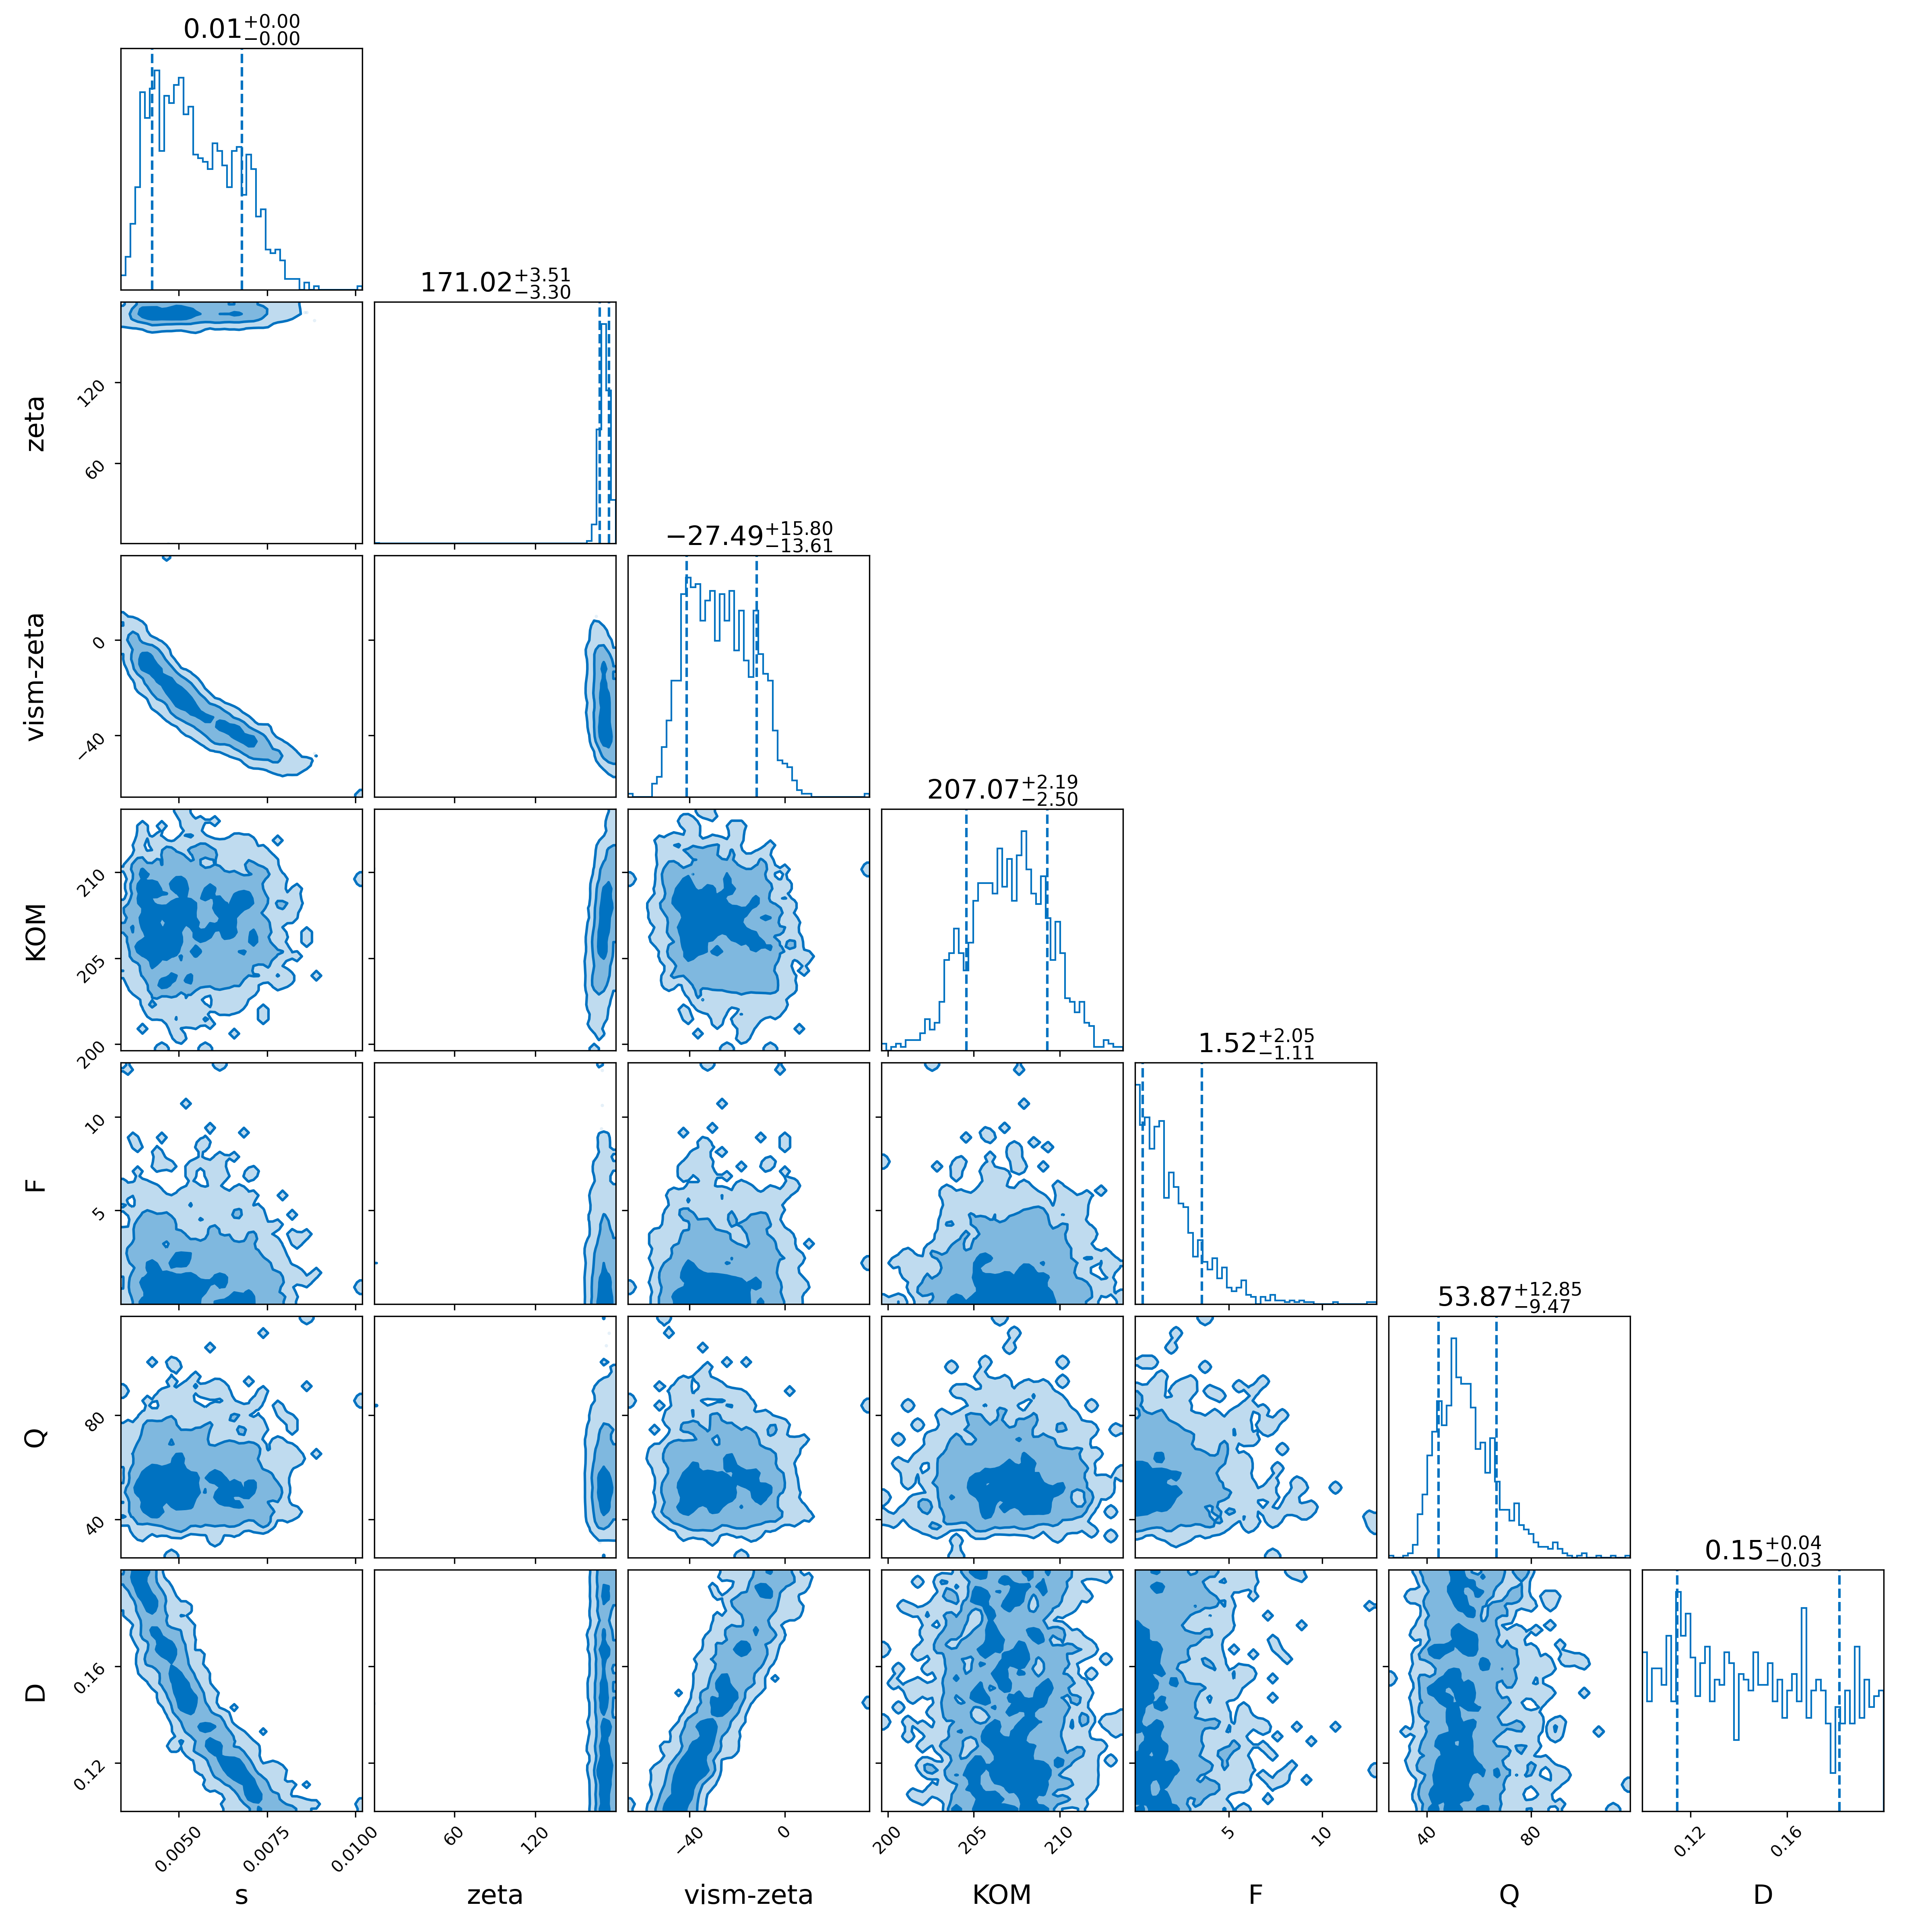 0.01+0.00−0.00
171.02+3.51−3.30
−27.49+15.80−13.61
207.07+2.19−2.50
1.52+2.05−1.11
53.87+12.85−9.47
0.15+0.04−0.03
zeta
120
60
vism-zeta
0
−40
KOM
210
205
200
F
10
5
Q
80
40
D
0.16
0.12
0.0050 0.0075 0.0100 60 120 −40 0 200 205 210 5 10 40 80 0.12 0.16
s zeta vism-zeta KOM F Q D